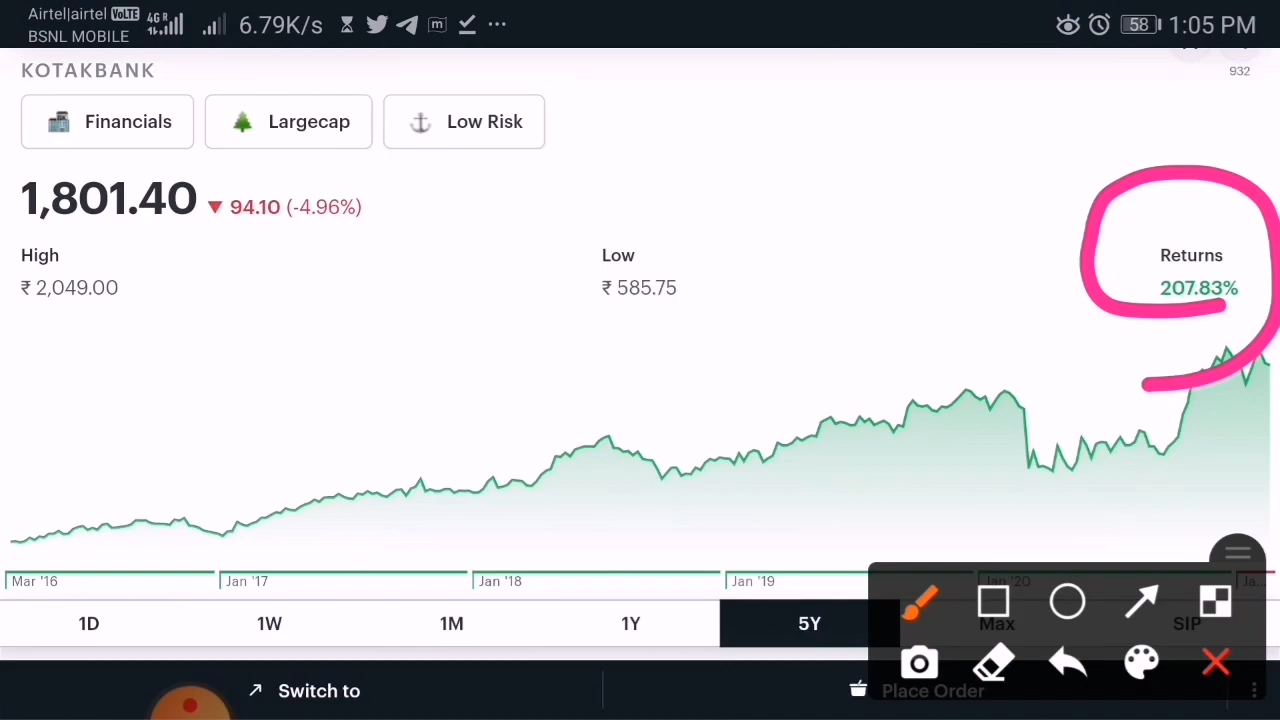 Airtel|airtel VoLTE 4G R 6.79K/s m ... 58 1:05 PM
BSNL MOBILE
KOTAKBANK
932
Financials Largecap Low Risk
1,801.40 ▼ 94.10 (-4.96%)
High Low Returns
₹ 2,049.00 ₹ 585.75 207.83%
Mar '16 Jan '17 Jan '18 Jan '19 Jan '20 Ja...
1D 1W 1M 1Y 5Y Max SIP
Switch to Place Order